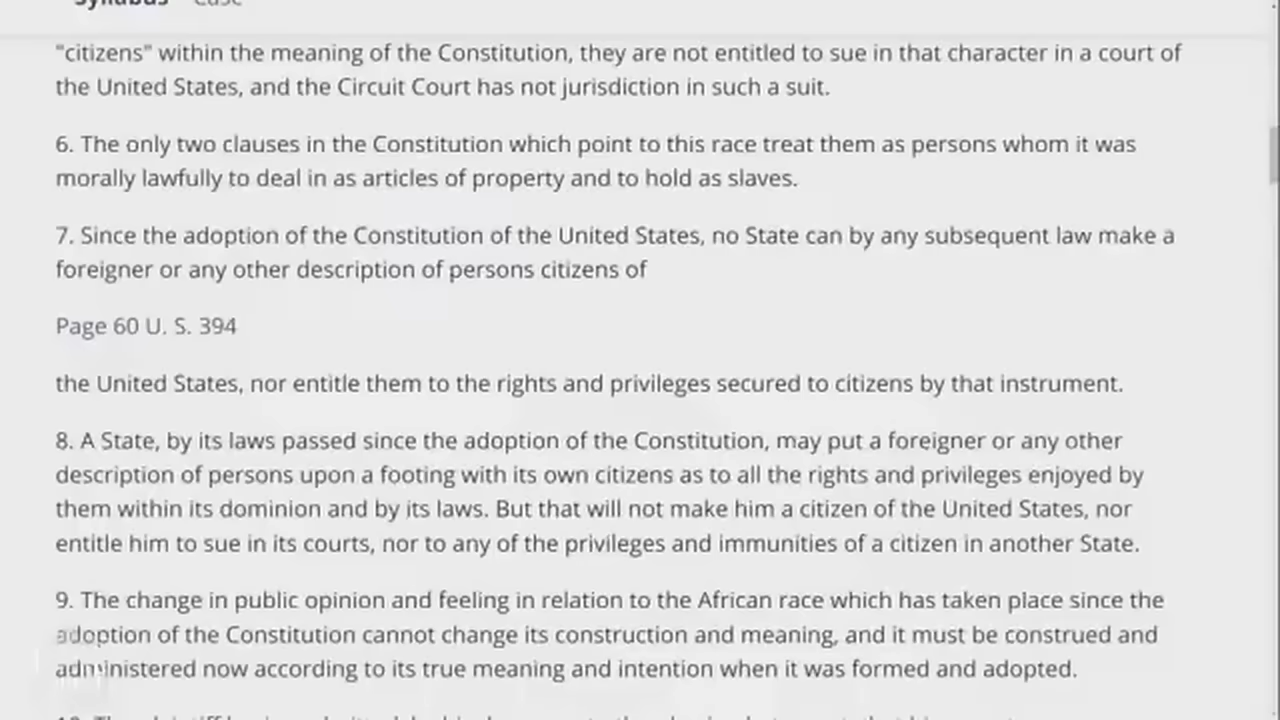 Syllabus Case
"citizens" within the meaning of the Constitution, they are not entitled to sue in that character in a court of
the United States, and the Circuit Court has not jurisdiction in such a suit.
6. The only two clauses in the Constitution which point to this race treat them as persons whom it was
morally lawfully to deal in as articles of property and to hold as slaves.
7. Since the adoption of the Constitution of the United States, no State can by any subsequent law make a
foreigner or any other description of persons citizens of
Page 60 U. S. 394
the United States, nor entitle them to the rights and privileges secured to citizens by that instrument.
8. A State, by its laws passed since the adoption of the Constitution, may put a foreigner or any other
description of persons upon a footing with its own citizens as to all the rights and privileges enjoyed by
them within its dominion and by its laws. But that will not make him a citizen of the United States, nor
entitle him to sue in its courts, nor to any of the privileges and immunities of a citizen in another State.
9. The change in public opinion and feeling in relation to the African race which has taken place since the
adoption of the Constitution cannot change its construction and meaning, and it must be construed and
administered now according to its true meaning and intention when it was formed and adopted.